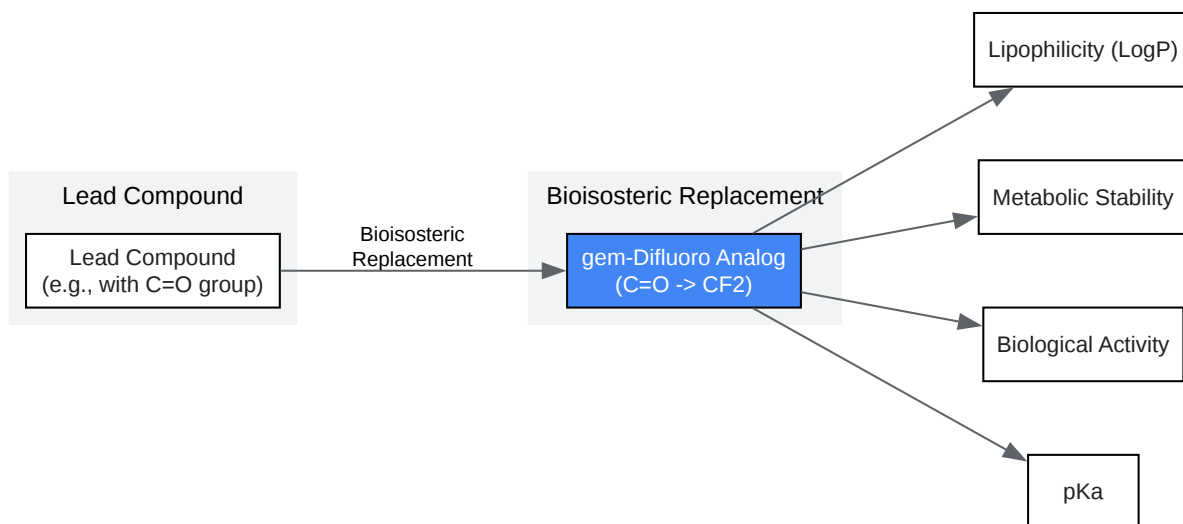 Lead Compound
Lead Compound
(e.g., with C=O group)
Bioisosteric
Replacement
Bioisosteric Replacement
gem-Difluoro Analog
(C=O -> CF2)
Lipophilicity (LogP)
Metabolic Stability
Biological Activity
pKa